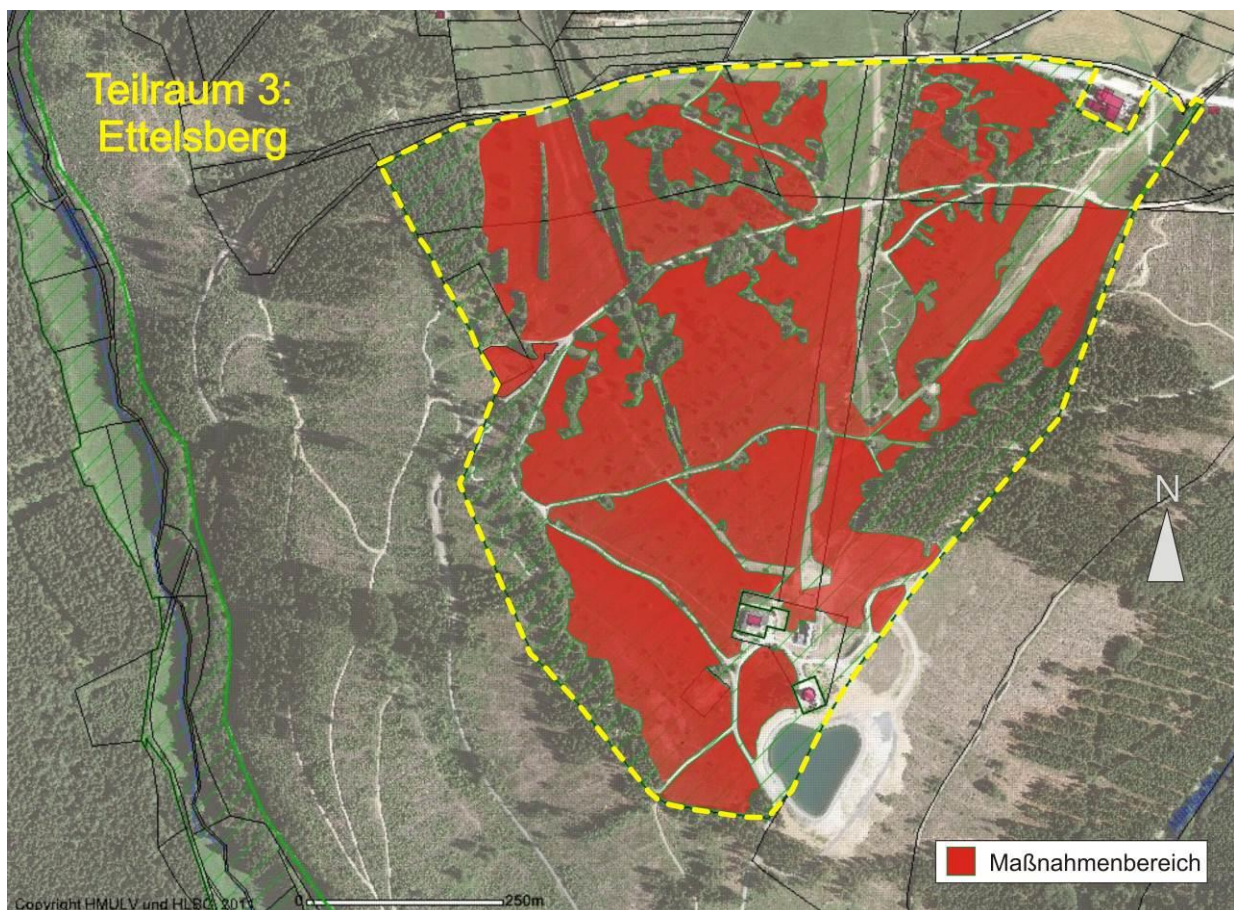 Teilraum 3:
Ettelsberg
N
Maßnahmenbereich
Copyright HMULV und HLBG, 2011
0
250m